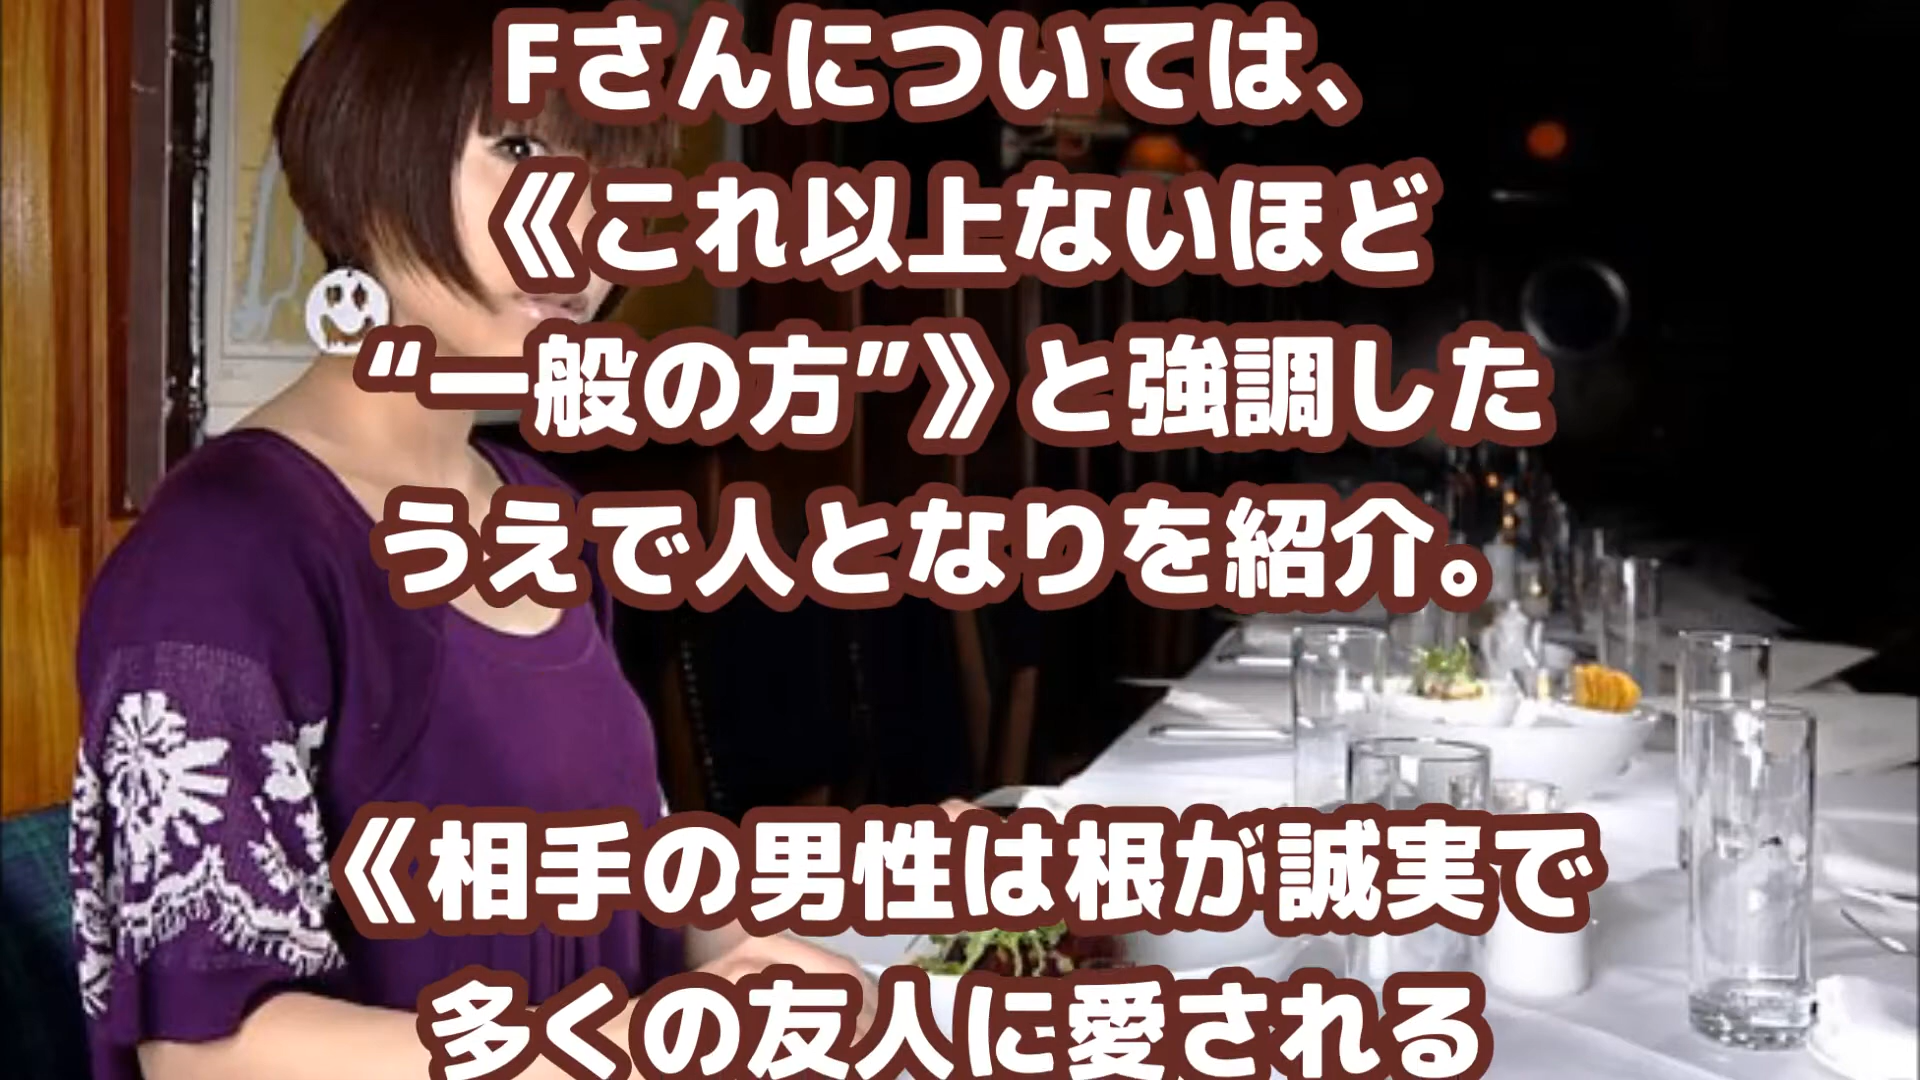 Fさんについては、
《これ以上ないほど
“一般の方”》と強調した
うえで人となりを紹介。
《相手の男性は根が誠実で
多くの友人に愛される